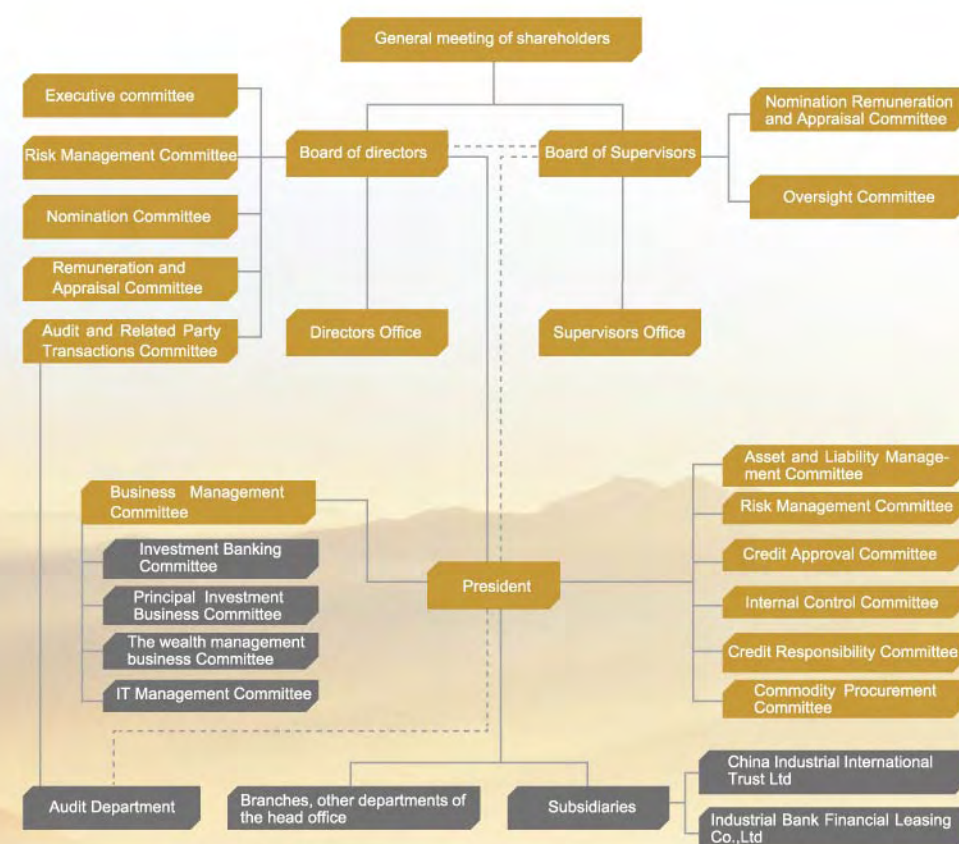 General meeting of shareholders
Executive committee
Risk Management Committee
Nomination Committee
Remuneration and
Appraisal Committee
Audit and Related Party
Transactions Committee
Board of directors
Board of Supervisors
Nomination Remuneration
and Appraisal Committee
Oversight Committee
Directors Office
Supervisors Office
Business Management
Committee
Investment Banking
Committee
Principal Investment
Business Committee
The wealth management
business Committee
IT Management Committee
President
Asset and Liability Manage-
ment Committee
Risk Management Committee
Credit Approval Committee
Internal Control Committee
Credit Responsibility Committee
Commodity Procurement
Committee
Audit Department
Branches, other departments of
the head office
Subsidiaries
China Industrial International
Trust Ltd
Industrial Bank Financial Leasing
Co.,Ltd